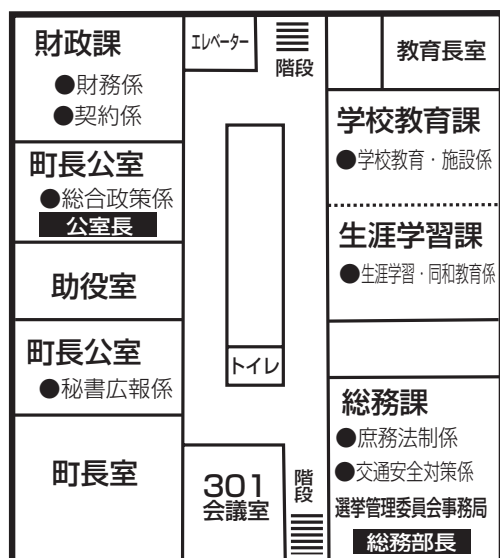 財政課
●財務係
●契約係
町長公室
●総合政策係
公室長
助役室
町長公室
●秘書広報係
町長室
エレベーター
階段
トイレ
301
会議室
階段
教育長室
学校教育課
●学校教育・施設係
生涯学習課
●生涯学習・同和教育係
総務課
●庶務法制係
●交通安全対策係
選挙管理委員会事務局
総務部長